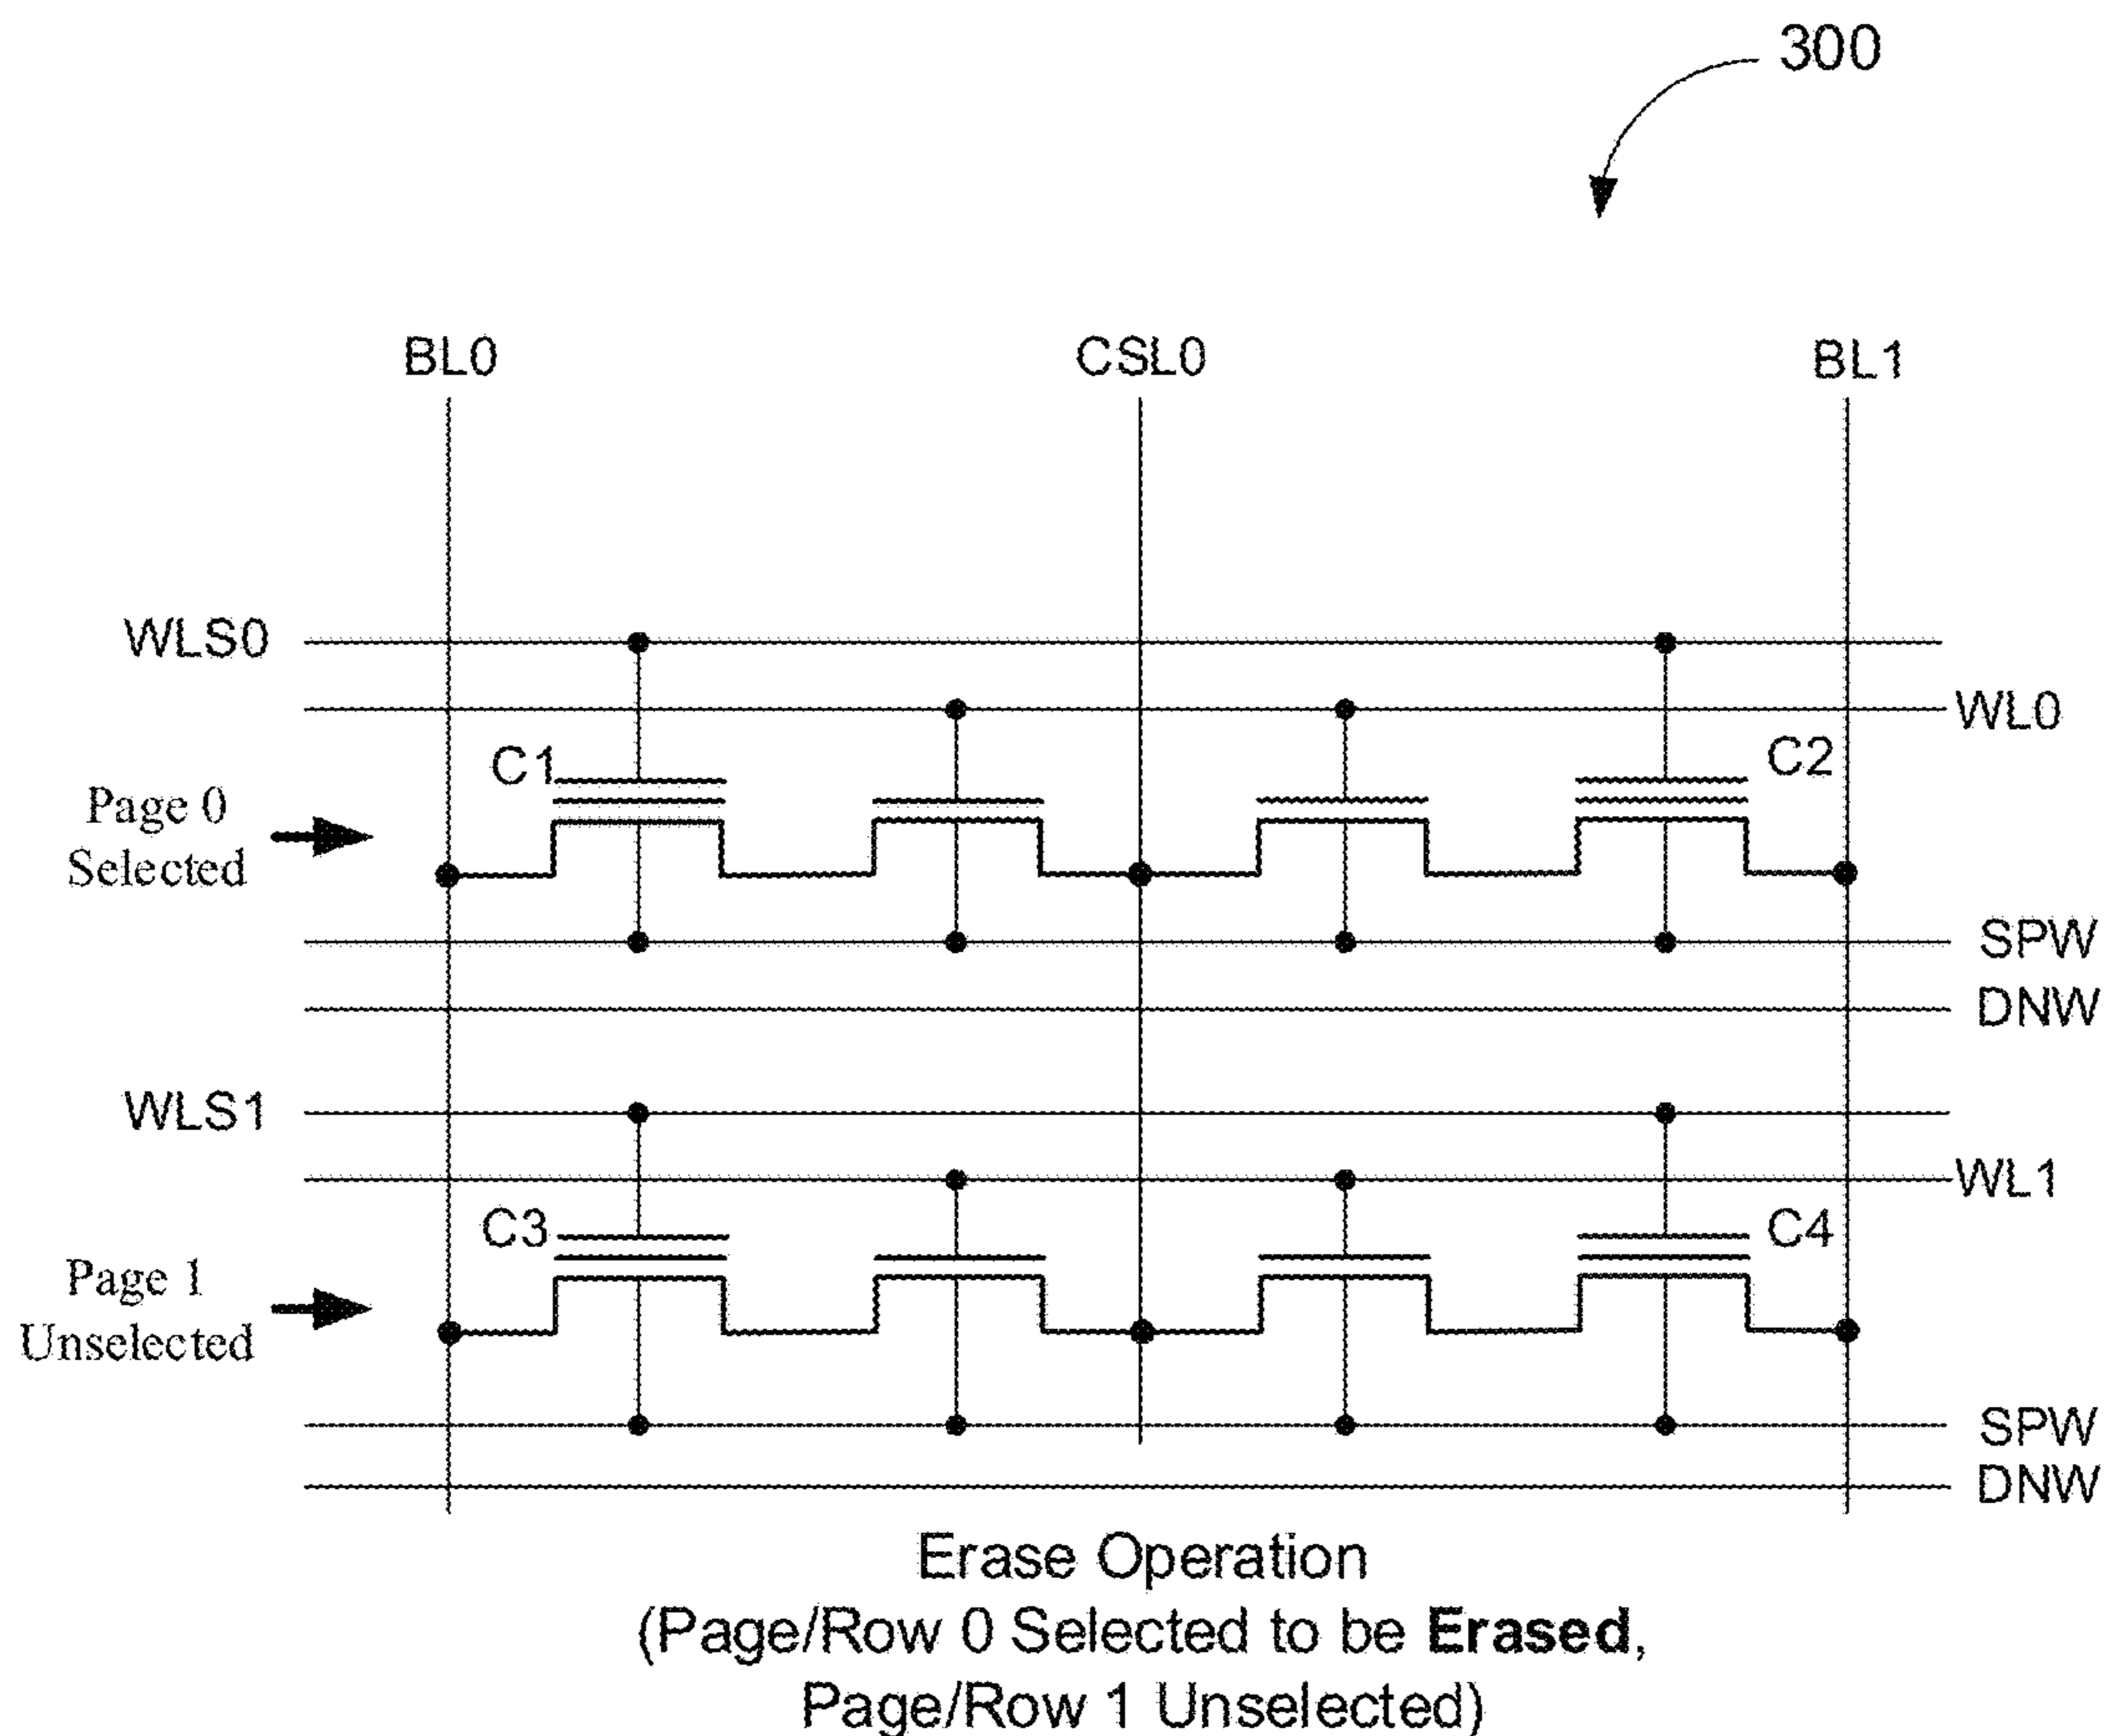 300
BL0
CSL0
BL1
WLS0
WL0
C1
C2
Page 0
Selected
SPW
DNW
WLS1
WL1
C3
C4
Page 1
Unselected
SPW
DNW
Erase Operation
(Page/Row 0 Selected to be Erased,
Page/Row 1 Unselected)